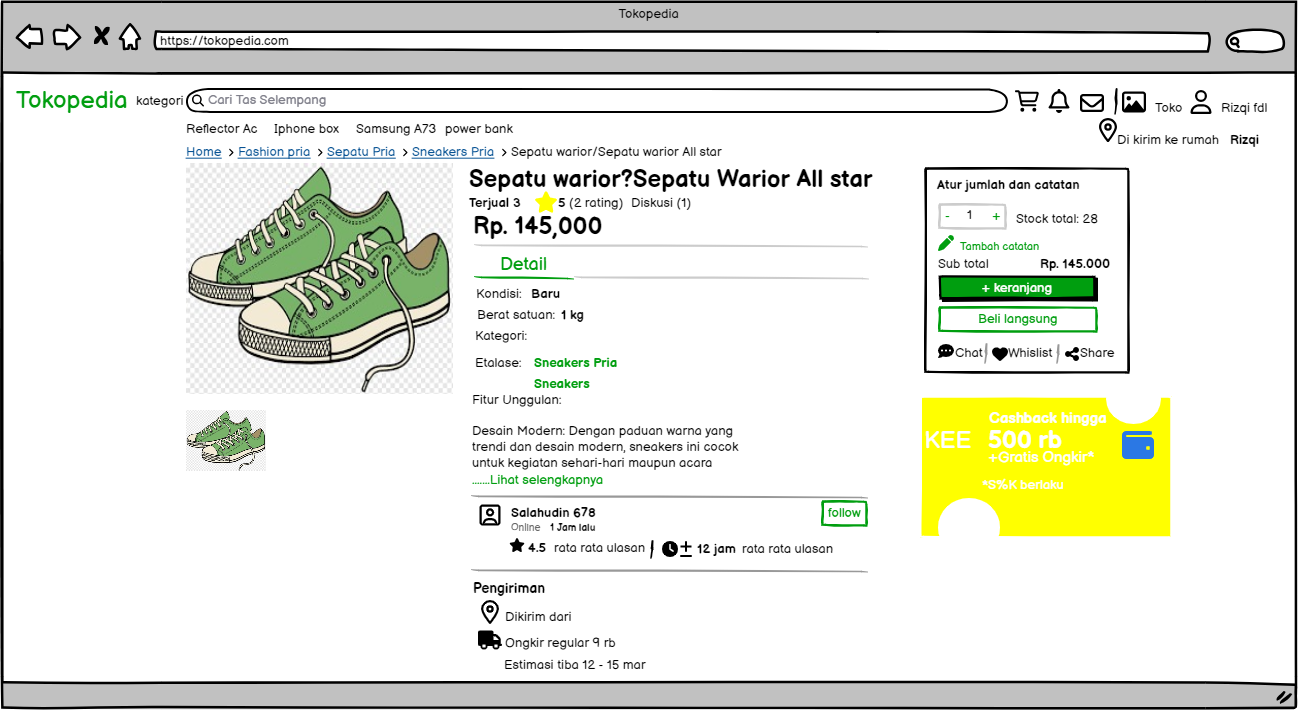 Tokopedia
https://tokopedia.com
Tokopedia kategori Cari Tas Selempang Toko Rizqi fdl
Reflector Ac Iphone box Samsung A73 power bank
Di kirim ke rumah Rizqi
Home > Fashion pria > Sepatu Pria > Sneakers Pria > Sepatu warior/Sepatu warior All star
Sepatu warior?Sepatu Warior All star
Terjual 3 5 (2 rating) Diskusi (1)
Rp. 145,000
Detail
Kondisi: Baru
Berat satuan: 1 kg
Kategori:
Etalase: Sneakers Pria
Sneakers
Fitur Unggulan:
Desain Modern: Dengan paduan warna yang
trendi dan desain modern, sneakers ini cocok
untuk kegiatan sehari-hari maupun acara
.......Lihat selengkapnya
Salahudin 678 follow
Online 1 Jam lalu
4.5 rata rata ulasan | ± 12 jam rata rata ulasan
Pengiriman
Dikirim dari
Ongkir regular 9 rb
Estimasi tiba 12 - 15 mar
Atur jumlah dan catatan
- 1 + Stock total: 28
Tambah catatan
Sub total Rp. 145.000
+ keranjang
Beli langsung
Chat | Whislist | Share
Cashback hingga
KEE 500 rb
+Gratis Ongkir*
*S%K berlaku